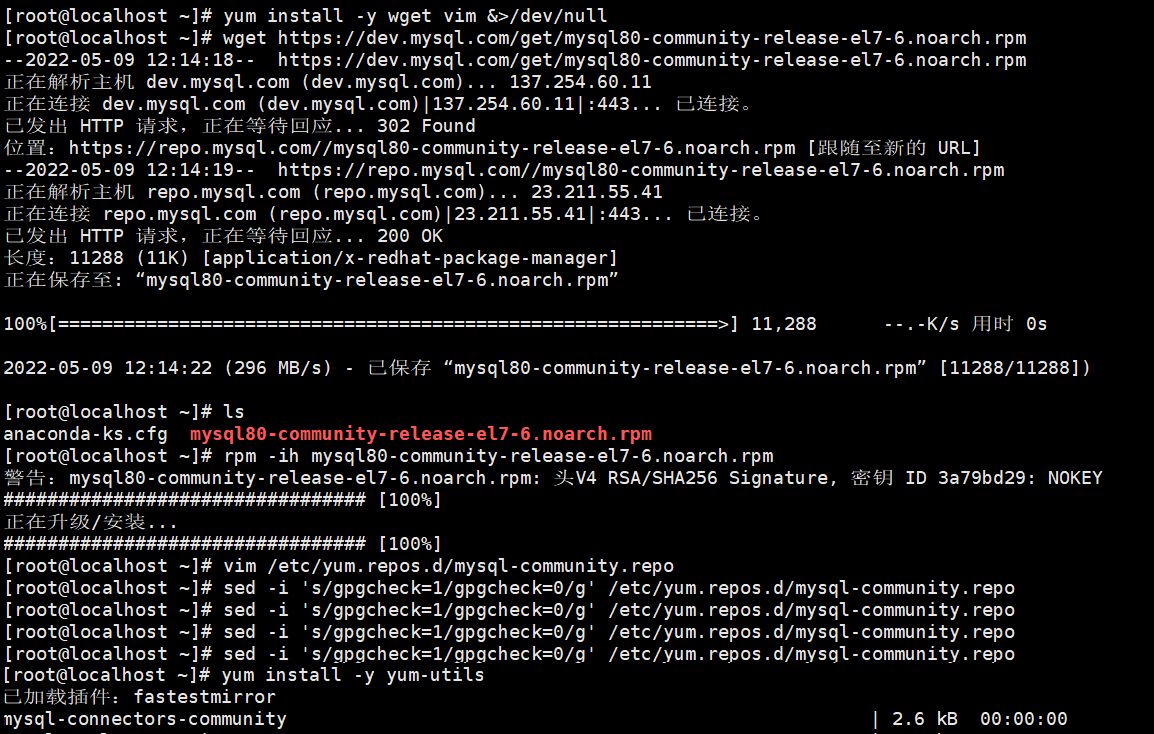 [root@localhost ~]# yum install -y wget vim &>/dev/null
[root@localhost ~]# wget https://dev.mysql.com/get/mysql80-community-release-el7-6.noarch.rpm
--2022-05-09 12:14:18--  https://dev.mysql.com/get/mysql80-community-release-el7-6.noarch.rpm
正在解析主机 dev.mysql.com (dev.mysql.com)... 137.254.60.11
正在连接 dev.mysql.com (dev.mysql.com)|137.254.60.11|:443... 已连接。
已发出 HTTP 请求，正在等待回应... 302 Found
位置：https://repo.mysql.com//mysql80-community-release-el7-6.noarch.rpm [跟随至新的 URL]
--2022-05-09 12:14:19--  https://repo.mysql.com//mysql80-community-release-el7-6.noarch.rpm
正在解析主机 repo.mysql.com (repo.mysql.com)... 23.211.55.41
正在连接 repo.mysql.com (repo.mysql.com)|23.211.55.41|:443... 已连接。
已发出 HTTP 请求，正在等待回应... 200 OK
长度：11288 (11K) [application/x-redhat-package-manager]
正在保存至: “mysql80-community-release-el7-6.noarch.rpm”
100%[============================================================>] 11,288      --.-K/s 用时 0s
2022-05-09 12:14:22 (296 MB/s) - 已保存 “mysql80-community-release-el7-6.noarch.rpm” [11288/11288])
[root@localhost ~]# ls
anaconda-ks.cfg  mysql80-community-release-el7-6.noarch.rpm
[root@localhost ~]# rpm -ih mysql80-community-release-el7-6.noarch.rpm
警告：mysql80-community-release-el7-6.noarch.rpm: 头V4 RSA/SHA256 Signature, 密钥 ID 3a79bd29: NOKEY
################################# [100%]
正在升级/安装...
################################# [100%]
[root@localhost ~]# vim /etc/yum.repos.d/mysql-community.repo
[root@localhost ~]# sed -i 's/gpgcheck=1/gpgcheck=0/g' /etc/yum.repos.d/mysql-community.repo
[root@localhost ~]# sed -i 's/gpgcheck=1/gpgcheck=0/g' /etc/yum.repos.d/mysql-community.repo
[root@localhost ~]# sed -i 's/gpgcheck=1/gpgcheck=0/g' /etc/yum.repos.d/mysql-community.repo
[root@localhost ~]# sed -i 's/gpgcheck=1/gpgcheck=0/g' /etc/yum.repos.d/mysql-community.repo
[root@localhost ~]# yum install -y yum-utils
已加载插件：fastestmirror
mysql-connectors-community                                                      | 2.6 kB  00:00:00